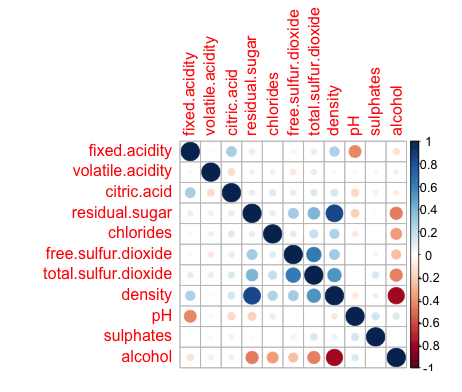 fixed.acidity
volatile.acidity
citric.acid
residual.sugar
chlorides
free.sulfur.dioxide
total.sulfur.dioxide
density
pH
sulphates
alcohol
fixed.acidity
volatile.acidity
citric.acid
residual.sugar
chlorides
free.sulfur.dioxide
total.sulfur.dioxide
density
pH
sulphates
alcohol
1
0.8
0.6
0.4
0.2
0
-0.2
-0.4
-0.6
-0.8
-1